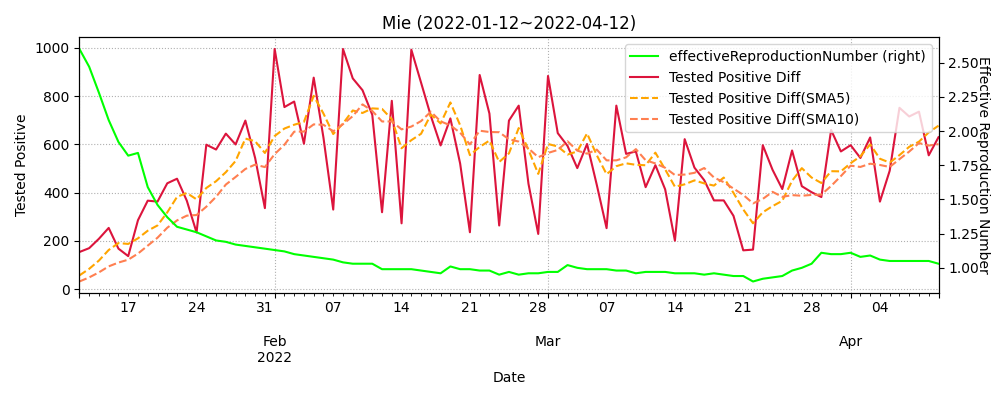 Mie (2022-01-12~2022-04-12)
effectiveReproductionNumber (right)
Tested Positive Diff
Tested Positive Diff(SMA5)
Tested Positive Diff(SMA10)
Tested Positive
1000
800
600
400
200
0
Effective Reproduction Number
2.50
2.25
2.00
1.75
1.50
1.25
1.00
17 24 31 07 14 21 28 07 14 21 28 04
Feb Mar Apr
2022
Date